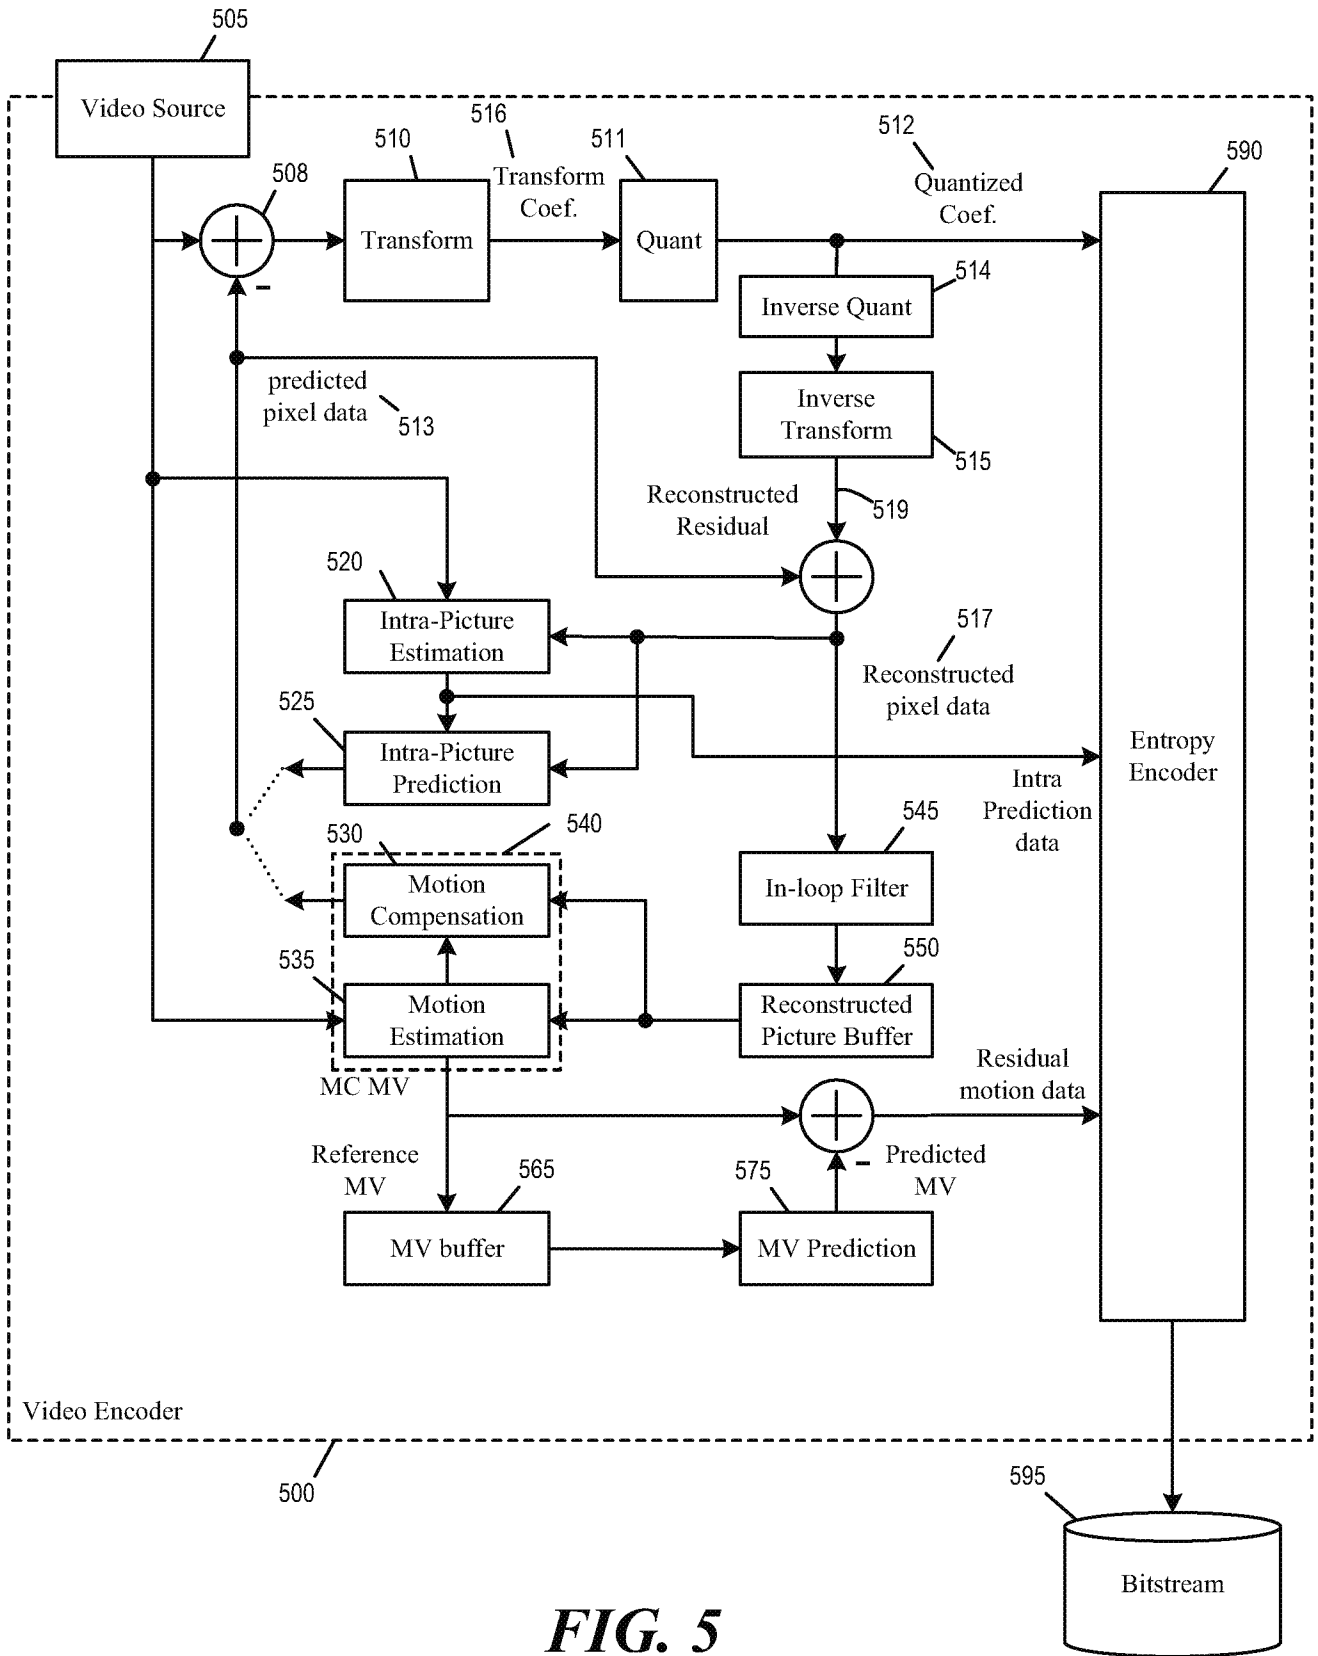 505
Video Source
516
512
510
511
590
508
Transform
Coef.
Quantized
Coef.
Transform
Quant
-
514
Inverse Quant
predicted
pixel data
513
Inverse
Transform
515
Reconstructed
Residual
519
520
517
Intra-Picture
Estimation
Reconstructed
pixel data
525
Intra-Picture
Prediction
Entropy
Encoder
Intra
Prediction
data
530
540
545
Motion
Compensation
In-loop Filter
535
550
Motion
Estimation
Reconstructed
Picture Buffer
MC MV
Residual
motion data
Reference
MV
565
575
-
Predicted
MV
MV buffer
MV Prediction
Video Encoder
500
595
Bitstream
FIG. 5